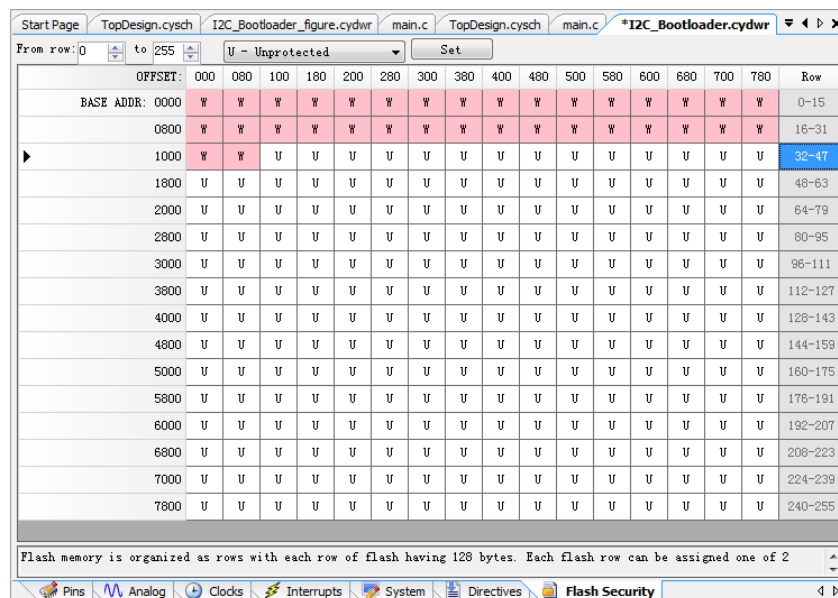 Start Page TopDesign.cysch I2C_Bootloader_figure.cydwr main.c TopDesign.cysch main.c *I2C_Bootloader.cydwr
From row: 0 to 255 U - Unprotected Set
OFFSET: 000 080 100 180 200 280 300 380 400 480 500 580 600 680 700 780 Row
BASE ADDR: 0000 W W W W W W W W W W W W W W W W 0-15
0800 W W W W W W W W W W W W W W W W 16-31
1000 W W U U U U U U U U U U U U U U 32-47
1800 U U U U U U U U U U U U U U U U 48-63
2000 U U U U U U U U U U U U U U U U 64-79
2800 U U U U U U U U U U U U U U U U 80-95
3000 U U U U U U U U U U U U U U U U 96-111
3800 U U U U U U U U U U U U U U U U 112-127
4000 U U U U U U U U U U U U U U U U 128-143
4800 U U U U U U U U U U U U U U U U 144-159
5000 U U U U U U U U U U U U U U U U 160-175
5800 U U U U U U U U U U U U U U U U 176-191
6000 U U U U U U U U U U U U U U U U 192-207
6800 U U U U U U U U U U U U U U U U 208-223
7000 U U U U U U U U U U U U U U U U 224-239
7800 U U U U U U U U U U U U U U U U 240-255
Flash memory is organized as rows with each row of flash having 128 bytes. Each flash row can be assigned one of 2
Pins Analog Clocks Interrupts System Directives Flash Security